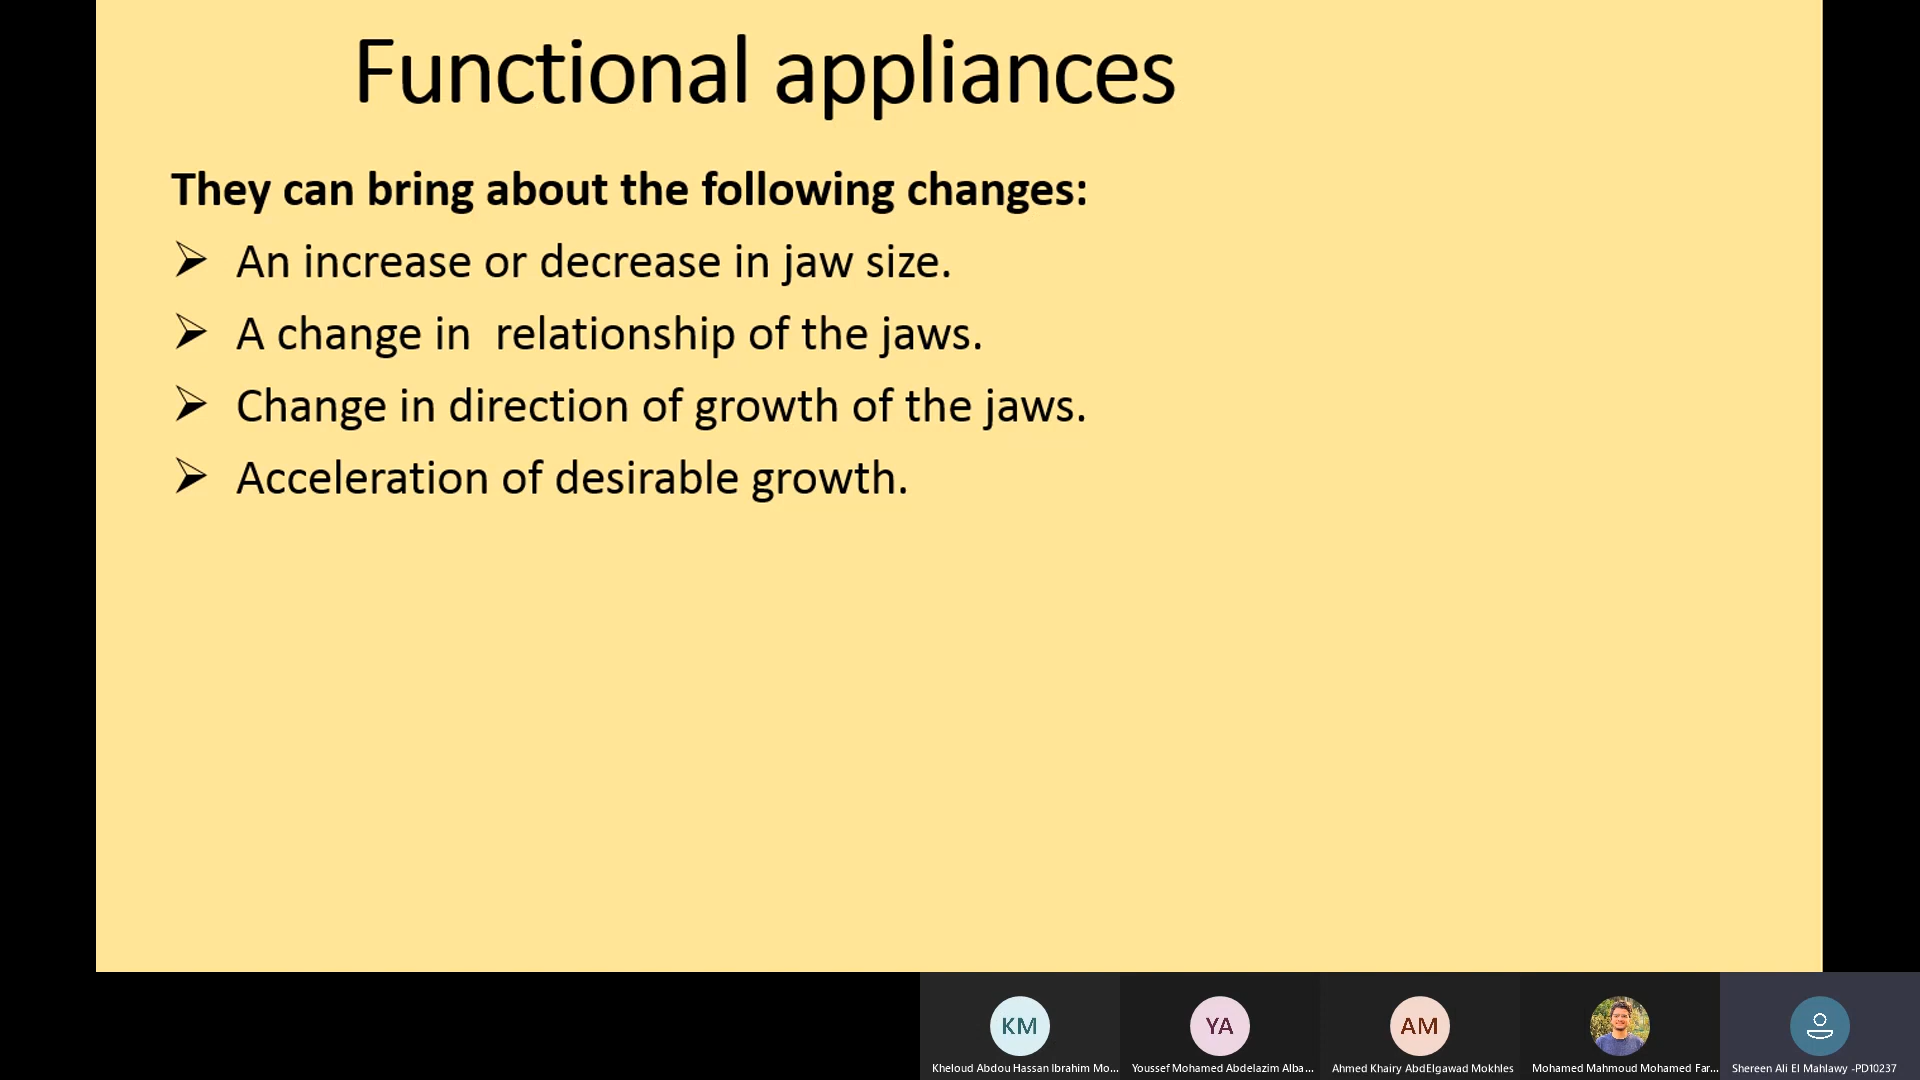 Functional appliances
They can bring about the following changes:
➢ An increase or decrease in jaw size.
➢ A change in  relationship of the jaws.
➢ Change in direction of growth of the jaws.
➢ Acceleration of desirable growth.
KM
YA
AM
Kheloud Abdou Hassan Ibrahim Mo...
Youssef Mohamed Abdelazim Alba...
Ahmed Khairy AbdElgawad Mokhles
Mohamed Mahmoud Mohamed Far...
Shereen Ali El Mahlawy -PD10237